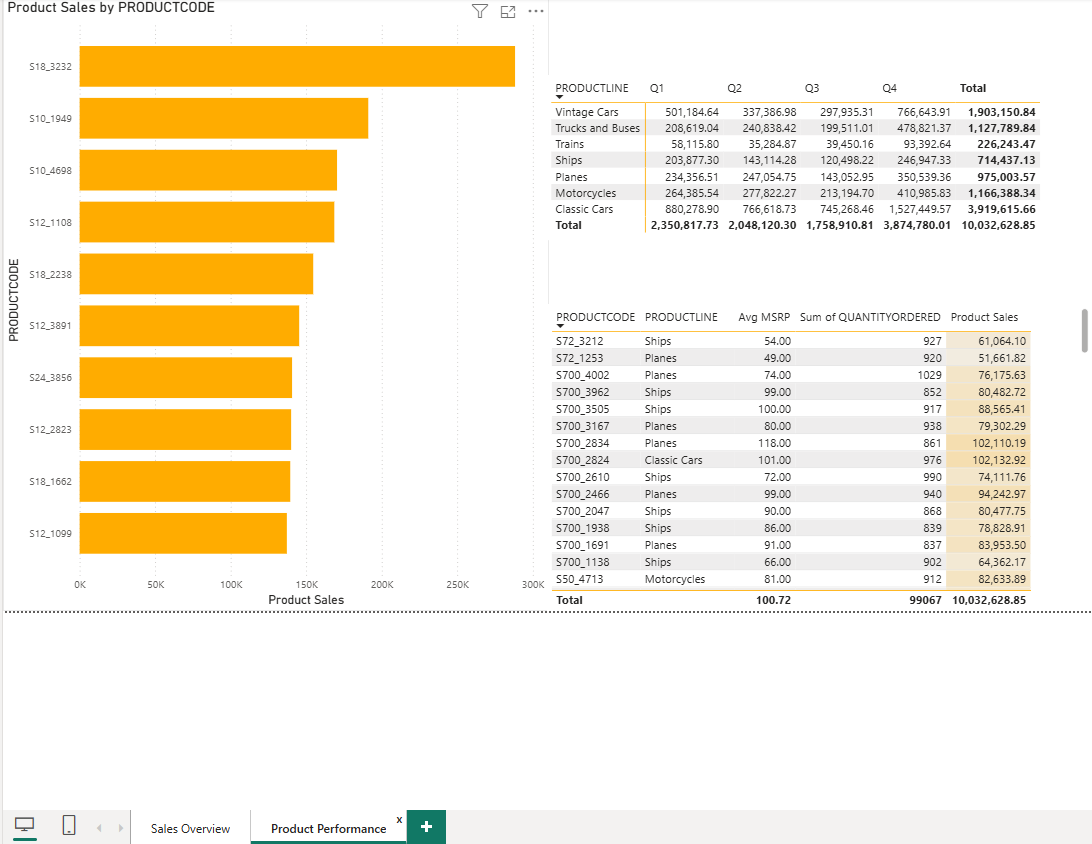 Product Sales by PRODUCTCODE
PRODUCTCODE
S18_3232
S10_1949
S10_4698
S12_1108
S18_2238
S12_3891
S24_3856
S12_2823
S18_1662
S12_1099
0K 50K 100K 150K 200K 250K 300K
Product Sales
PRODUCTLINE Q1 Q2 Q3 Q4 Total
Vintage Cars 501,184.64 337,386.98 297,935.31 766,643.91 1,903,150.84
Trucks and Buses 208,619.04 240,838.42 199,511.01 478,821.37 1,127,789.84
Trains 58,115.80 35,284.87 39,450.16 93,392.64 226,243.47
Ships 203,877.30 143,114.28 120,498.22 246,947.33 714,437.13
Planes 234,356.51 247,054.75 143,052.95 350,539.36 975,003.57
Motorcycles 264,385.54 277,822.27 213,194.70 410,985.83 1,166,388.34
Classic Cars 880,278.90 766,618.73 745,268.46 1,527,449.57 3,919,615.66
Total 2,350,817.73 2,048,120.30 1,758,910.81 3,874,780.01 10,032,628.85
PRODUCTCODE PRODUCTLINE Avg MSRP Sum of QUANTITYORDERED Product Sales
S72_3212 Ships 54.00 927 61,064.10
S72_1253 Planes 49.00 920 51,661.82
S700_4002 Planes 74.00 1029 76,175.63
S700_3962 Ships 99.00 852 80,482.72
S700_3505 Ships 100.00 917 88,565.41
S700_3167 Planes 80.00 938 79,302.29
S700_2834 Planes 118.00 861 102,110.19
S700_2824 Classic Cars 101.00 976 102,132.92
S700_2610 Ships 72.00 990 74,111.76
S700_2466 Planes 99.00 940 94,242.97
S700_2047 Ships 90.00 868 80,477.75
S700_1938 Ships 86.00 839 78,828.91
S700_1691 Planes 91.00 837 83,953.50
S700_1138 Ships 66.00 902 64,362.17
S50_4713 Motorcycles 81.00 912 82,633.89
Total 100.72 99067 10,032,628.85
Sales Overview Product Performance x +